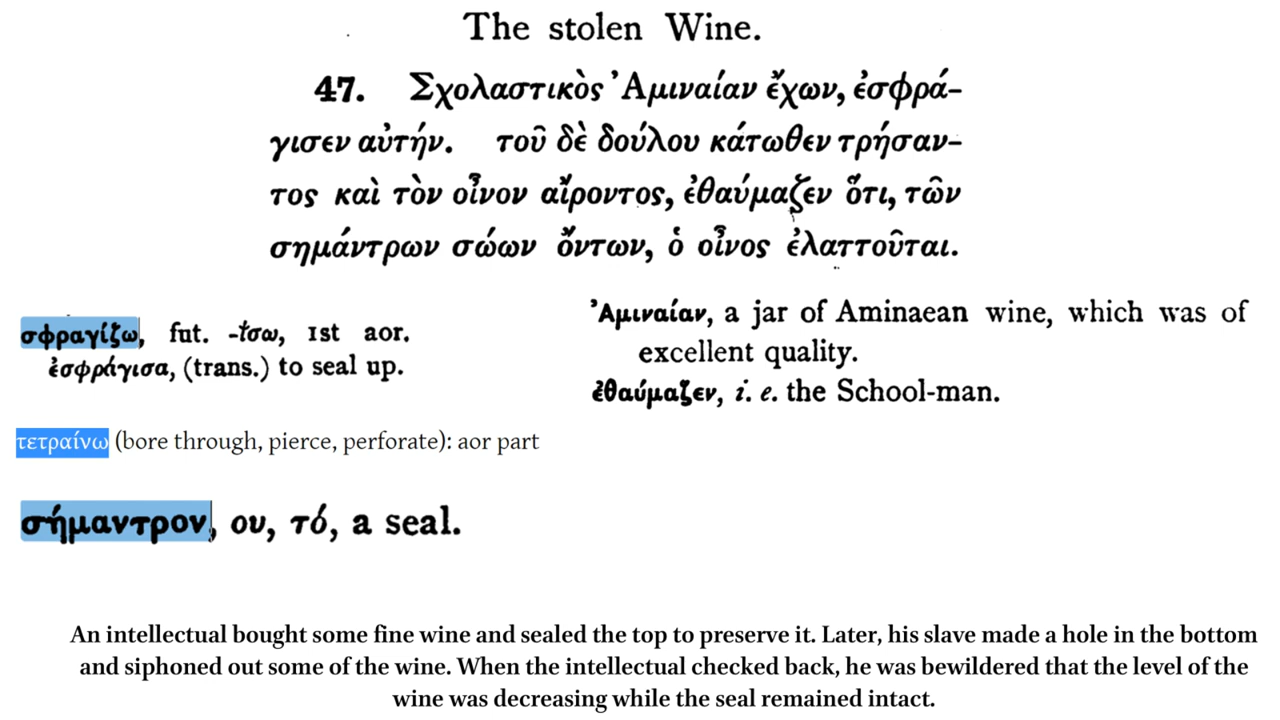 The stolen Wine.
47. Σχολαστικὸς Ἀμιναίαν ἔχων, ἐσφρά-
γισεν αὐτήν. τοῦ δὲ δούλου κάτωθεν τρήσαν-
τος καὶ τὸν οἶνον αἴροντος, ἐθαύμαζεν ὅτι, τῶν
σημάντρων σώων ὄντων, ὁ οἶνος ἐλαττοῦται.
σφραγίζω, fut. -ίσω, 1st aor.
ἐσφράγισα, (trans.) to seal up.
Ἀμιναίαν, a jar of Aminaean wine, which was of
excellent quality.
ἐθαύμαζεν, i. e. the School-man.
τετραίνω (bore through, pierce, perforate): aor part
σήμαντρον, ου, τό, a seal.
An intellectual bought some fine wine and sealed the top to preserve it. Later, his slave made a hole in the bottom
and siphoned out some of the wine. When the intellectual checked back, he was bewildered that the level of the
wine was decreasing while the seal remained intact.